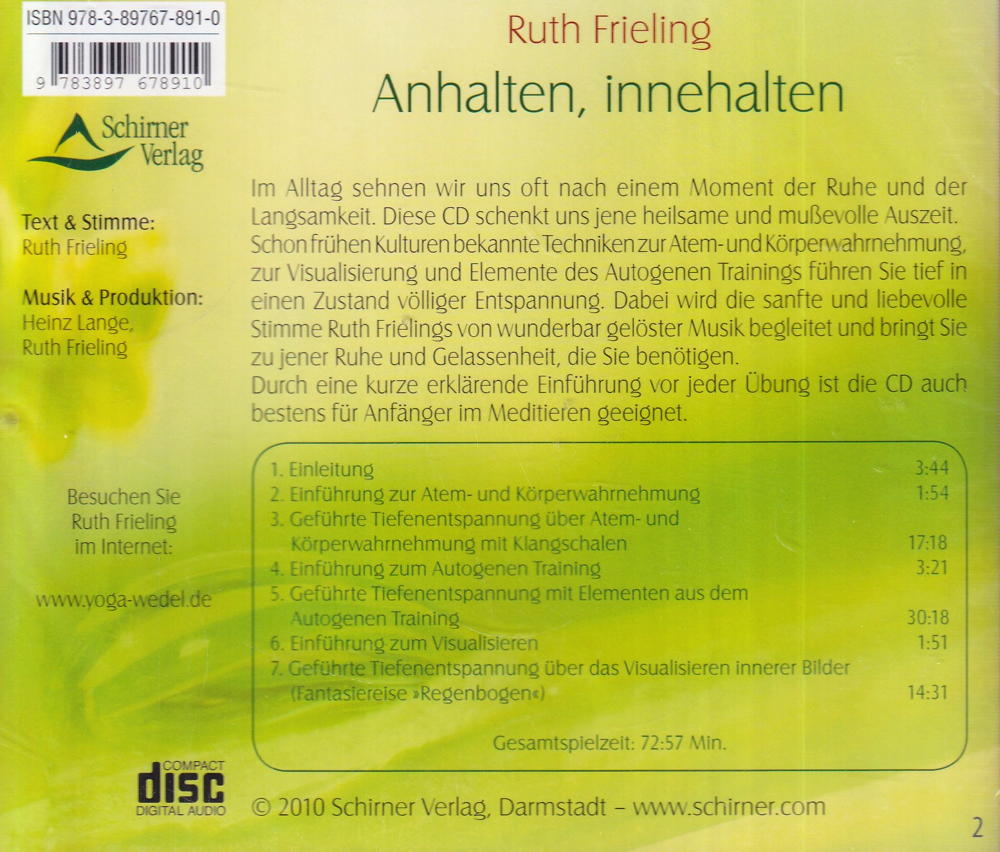 ISBN 978-3-89767-891-0
9 783897 678910
Schirner
Verlag
Text & Stimme:
Ruth Frieling
Musik & Produktion:
Heinz Lange,
Ruth Frieling
Besuchen Sie
Ruth Frieling
im Internet:
www.yoga-wedel.de
COMPACT
disc
DIGITAL AUDIO
Ruth Frieling
Anhalten, innehalten
Im Alltag sehnen wir uns oft nach einem Moment der Ruhe und der
Langsamkeit. Diese CD schenkt uns jene heilsame und mußevolle Auszeit.
Schon frühen Kulturen bekannte Techniken zur Atem- und Körperwahrnehmung,
zur Visualisierung und Elemente des Autogenen Trainings führen Sie tief in
einen Zustand völliger Entspannung. Dabei wird die sanfte und liebevolle
Stimme Ruth Frielings von wunderbar gelöster Musik begleitet und bringt Sie
zu jener Ruhe und Gelassenheit, die Sie benötigen.
Durch eine kurze erklärende Einführung vor jeder Übung ist die CD auch
bestens für Anfänger im Meditieren geeignet.
1. Einleitung 3:44
2. Einführung zur Atem- und Körperwahrnehmung 1:54
3. Geführte Tiefenentspannung über Atem- und
Körperwahrnehmung mit Klangschalen 17:18
4. Einführung zum Autogenen Training 3:21
5. Geführte Tiefenentspannung mit Elementen aus dem
Autogenen Training 30:18
6. Einführung zum Visualisieren 1:51
7. Geführte Tiefenentspannung über das Visualisieren innerer Bilder
(Fantasiereise »Regenbogen«) 14:31
Gesamtspielzeit: 72:57 Min.
© 2010 Schirner Verlag, Darmstadt – www.schirner.com
2